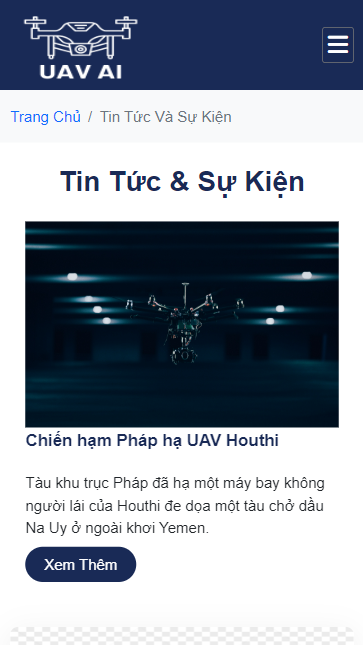 UAV AI
Trang Chủ / Tin Tức Và Sự Kiện
Tin Tức & Sự Kiện
Chiến hạm Pháp hạ UAV Houthi
Tàu khu trục Pháp đã hạ một máy bay không
người lái của Houthi đe dọa một tàu chở dầu
Na Uy ở ngoài khơi Yemen.
Xem Thêm